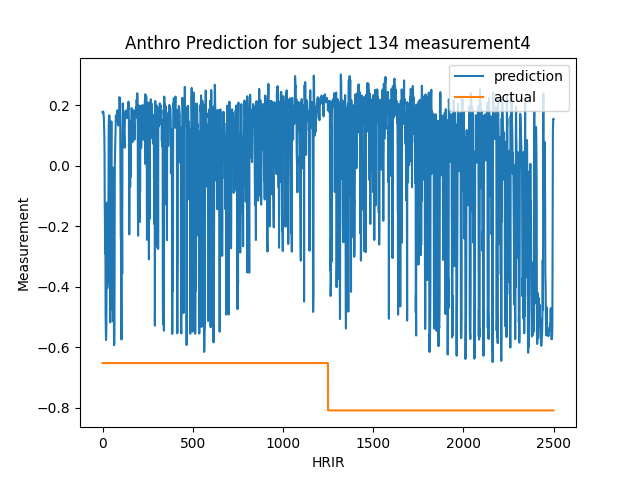 Anthro Prediction for subject 134 measurement4
prediction
actual
Measurement
0.2
0.0
−0.2
−0.4
−0.6
−0.8
0
500
1000
1500
2000
2500
HRIR